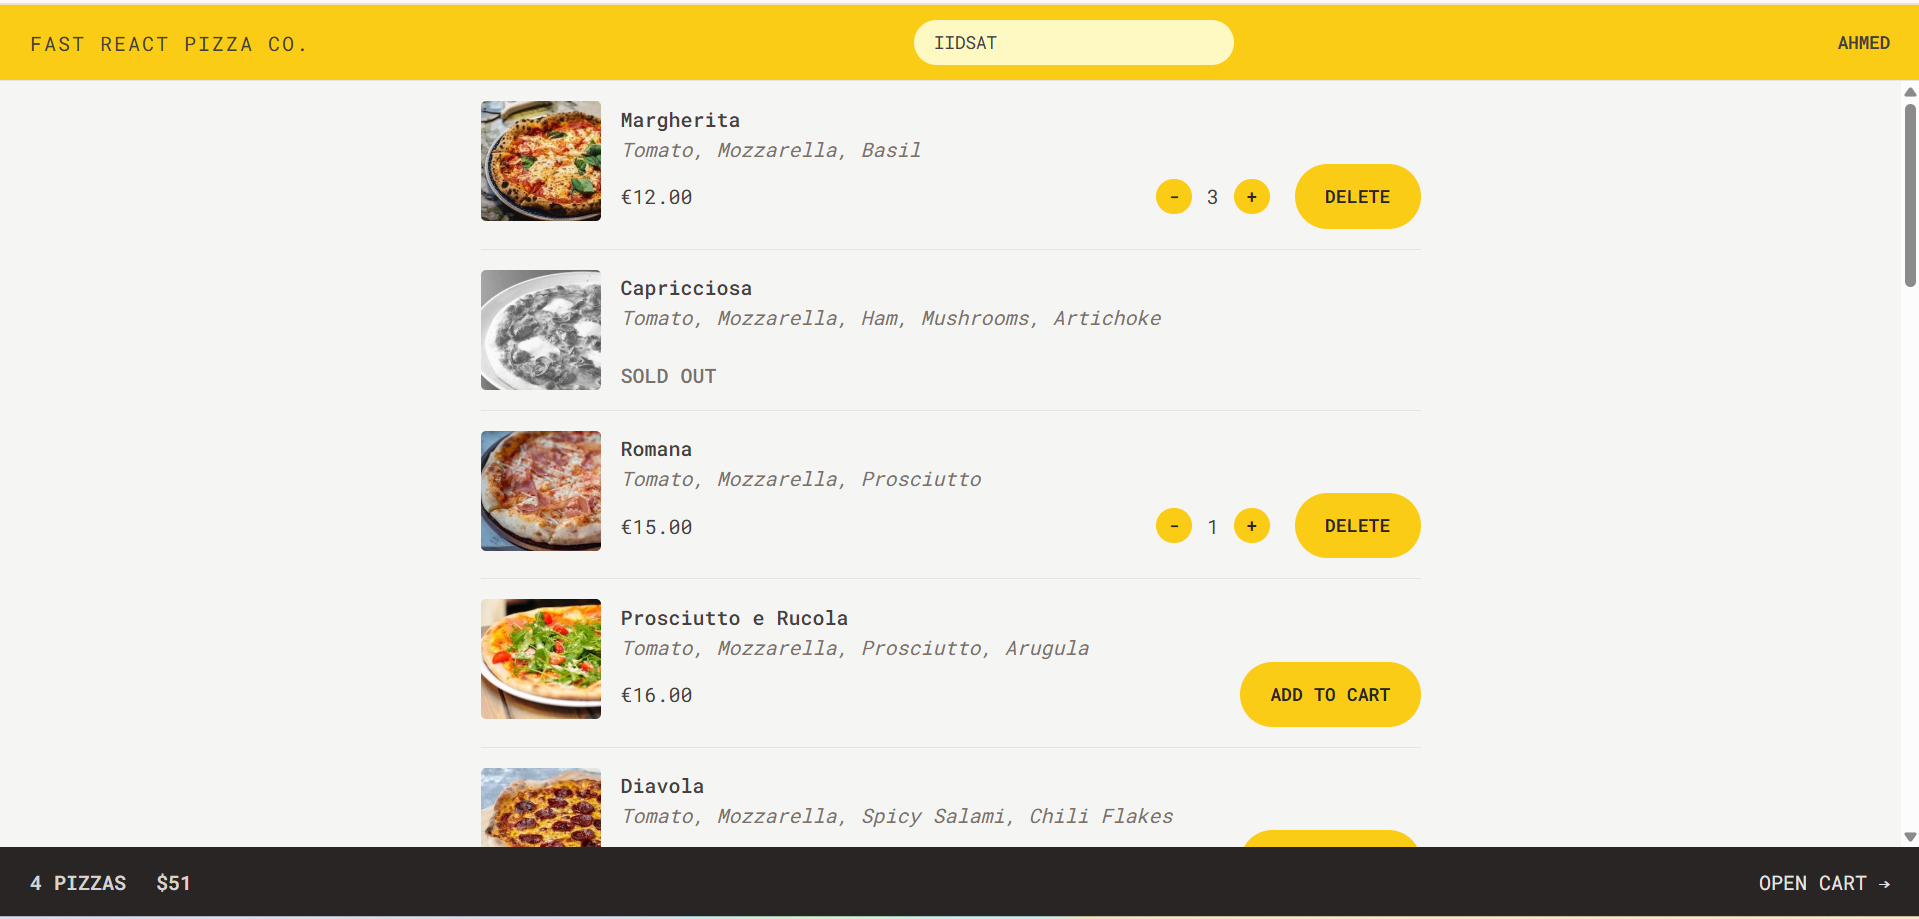 FAST REACT PIZZA CO.
IIDSAT
AHMED
Margherita
Tomato, Mozzarella, Basil
€12.00
- 3 + DELETE
Capricciosa
Tomato, Mozzarella, Ham, Mushrooms, Artichoke
SOLD OUT
Romana
Tomato, Mozzarella, Prosciutto
€15.00
- 1 + DELETE
Prosciutto e Rucola
Tomato, Mozzarella, Prosciutto, Arugula
€16.00
ADD TO CART
Diavola
Tomato, Mozzarella, Spicy Salami, Chili Flakes
4 PIZZAS $51
OPEN CART →